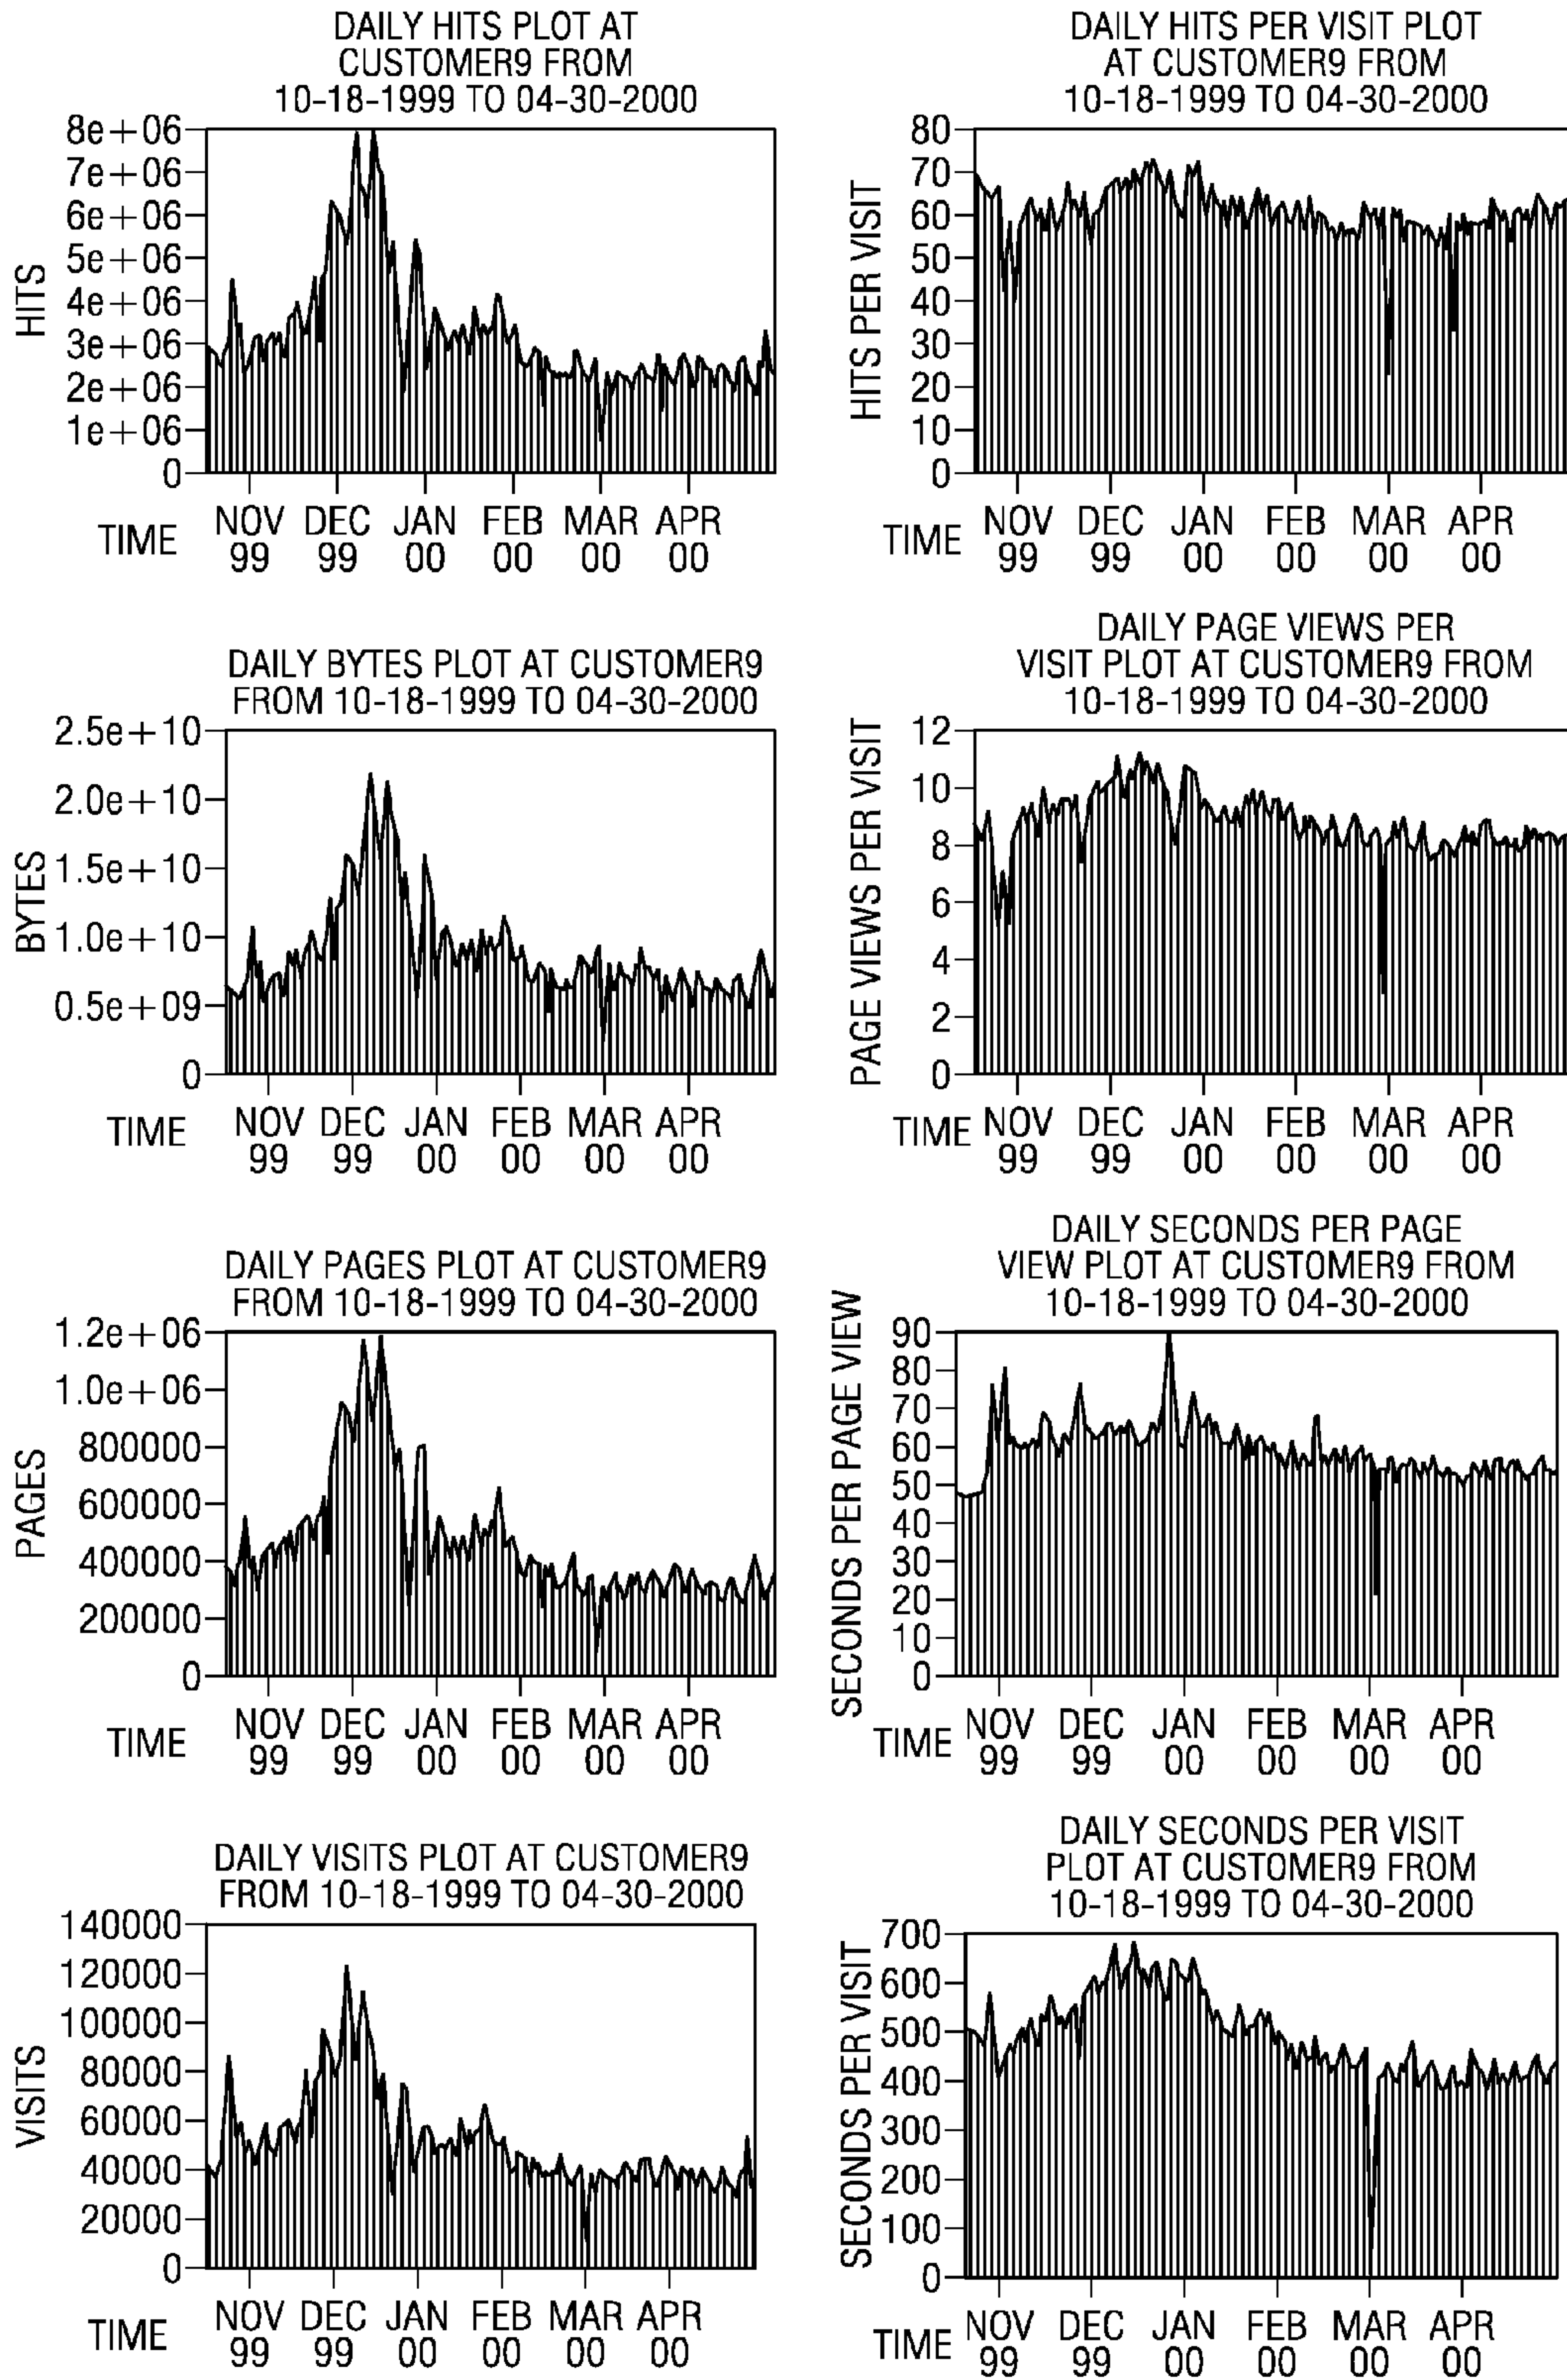 DAILY HITS PLOT AT
CUSTOMER9 FROM
10-18-1999 TO 04-30-2000
8e+06
7e+06
6e+06
5e+06
4e+06
3e+06
2e+06
1e+06
0
HITS
TIME
NOV DEC JAN FEB MAR APR
99 99 00 00 00 00
DAILY HITS PER VISIT PLOT
AT CUSTOMER9 FROM
10-18-1999 TO 04-30-2000
80
70
60
50
40
30
20
10
0
HITS PER VISIT
TIME
NOV DEC JAN FEB MAR APR
99 99 00 00 00 00
DAILY BYTES PLOT AT CUSTOMER9
FROM 10-18-1999 TO 04-30-2000
2.5e+10
2.0e+10
1.5e+10
1.0e+10
0.5e+09
0
BYTES
TIME
NOV DEC JAN FEB MAR APR
99 99 00 00 00 00
DAILY PAGE VIEWS PER
VISIT PLOT AT CUSTOMER9 FROM
10-18-1999 TO 04-30-2000
12
10
8
6
4
2
0
PAGE VIEWS PER VISIT
TIME
NOV DEC JAN FEB MAR APR
99 99 00 00 00 00
DAILY PAGES PLOT AT CUSTOMER9
FROM 10-18-1999 TO 04-30-2000
1.2e+06
1.0e+06
800000
600000
400000
200000
0
PAGES
TIME
NOV DEC JAN FEB MAR APR
99 99 00 00 00 00
DAILY SECONDS PER PAGE
VIEW PLOT AT CUSTOMER9 FROM
10-18-1999 TO 04-30-2000
90
80
70
60
50
40
30
20
10
0
SECONDS PER PAGE VIEW
TIME
NOV DEC JAN FEB MAR APR
99 99 00 00 00 00
DAILY VISITS PLOT AT CUSTOMER9
FROM 10-18-1999 TO 04-30-2000
140000
120000
100000
80000
60000
40000
20000
0
VISITS
TIME
NOV DEC JAN FEB MAR APR
99 99 00 00 00 00
DAILY SECONDS PER VISIT
PLOT AT CUSTOMER9 FROM
10-18-1999 TO 04-30-2000
700
600
500
400
300
200
100
0
SECONDS PER VISIT
TIME
NOV DEC JAN FEB MAR APR
99 99 00 00 00 00